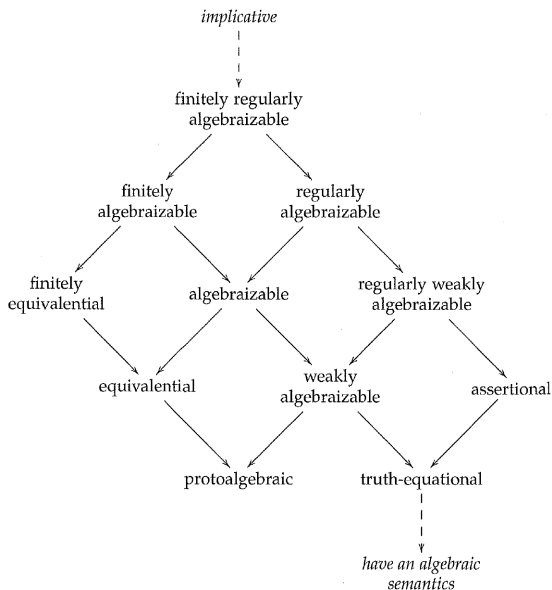 implicative
finitely regularly
algebraizable
finitely
algebraizable
regularly
algebraizable
finitely
equivalential
algebraizable
regularly weakly
algebraizable
equivalential
weakly
algebraizable
assertional
protoalgebraic
truth-equational
have an algebraic
semantics